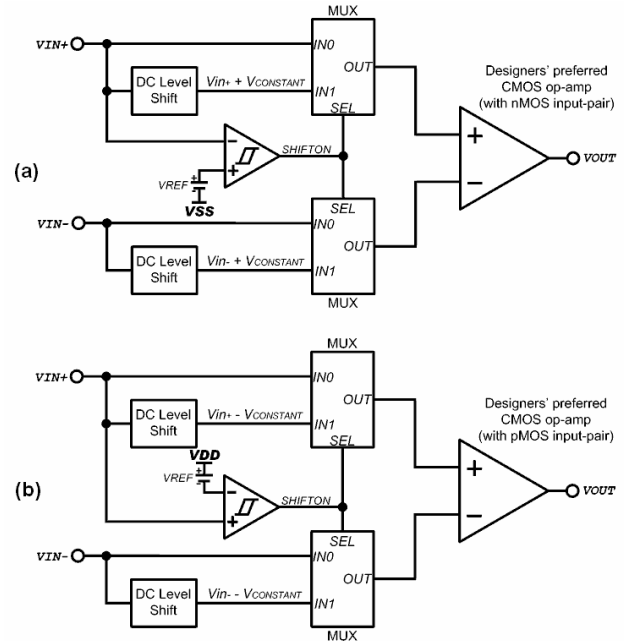 MUX
VIN+
IN0
DC Level
Shift
Vin+ + VCONSTANT
IN1
OUT
SEL
Designers' preferred
CMOS op-amp
(with nMOS input-pair)
+
−
VOUT
(a)
−
+
SHIFTON
VREF
+
-
VSS
VIN-
SEL
IN0
OUT
DC Level
Shift
Vin- + VCONSTANT
IN1
MUX
MUX
VIN+
IN0
DC Level
Shift
Vin+ - VCONSTANT
IN1
OUT
SEL
Designers' preferred
CMOS op-amp
(with pMOS input-pair)
+
−
VOUT
(b)
VDD
VREF
+
-
−
+
SHIFTON
VIN-
SEL
IN0
OUT
DC Level
Shift
Vin- - VCONSTANT
IN1
MUX